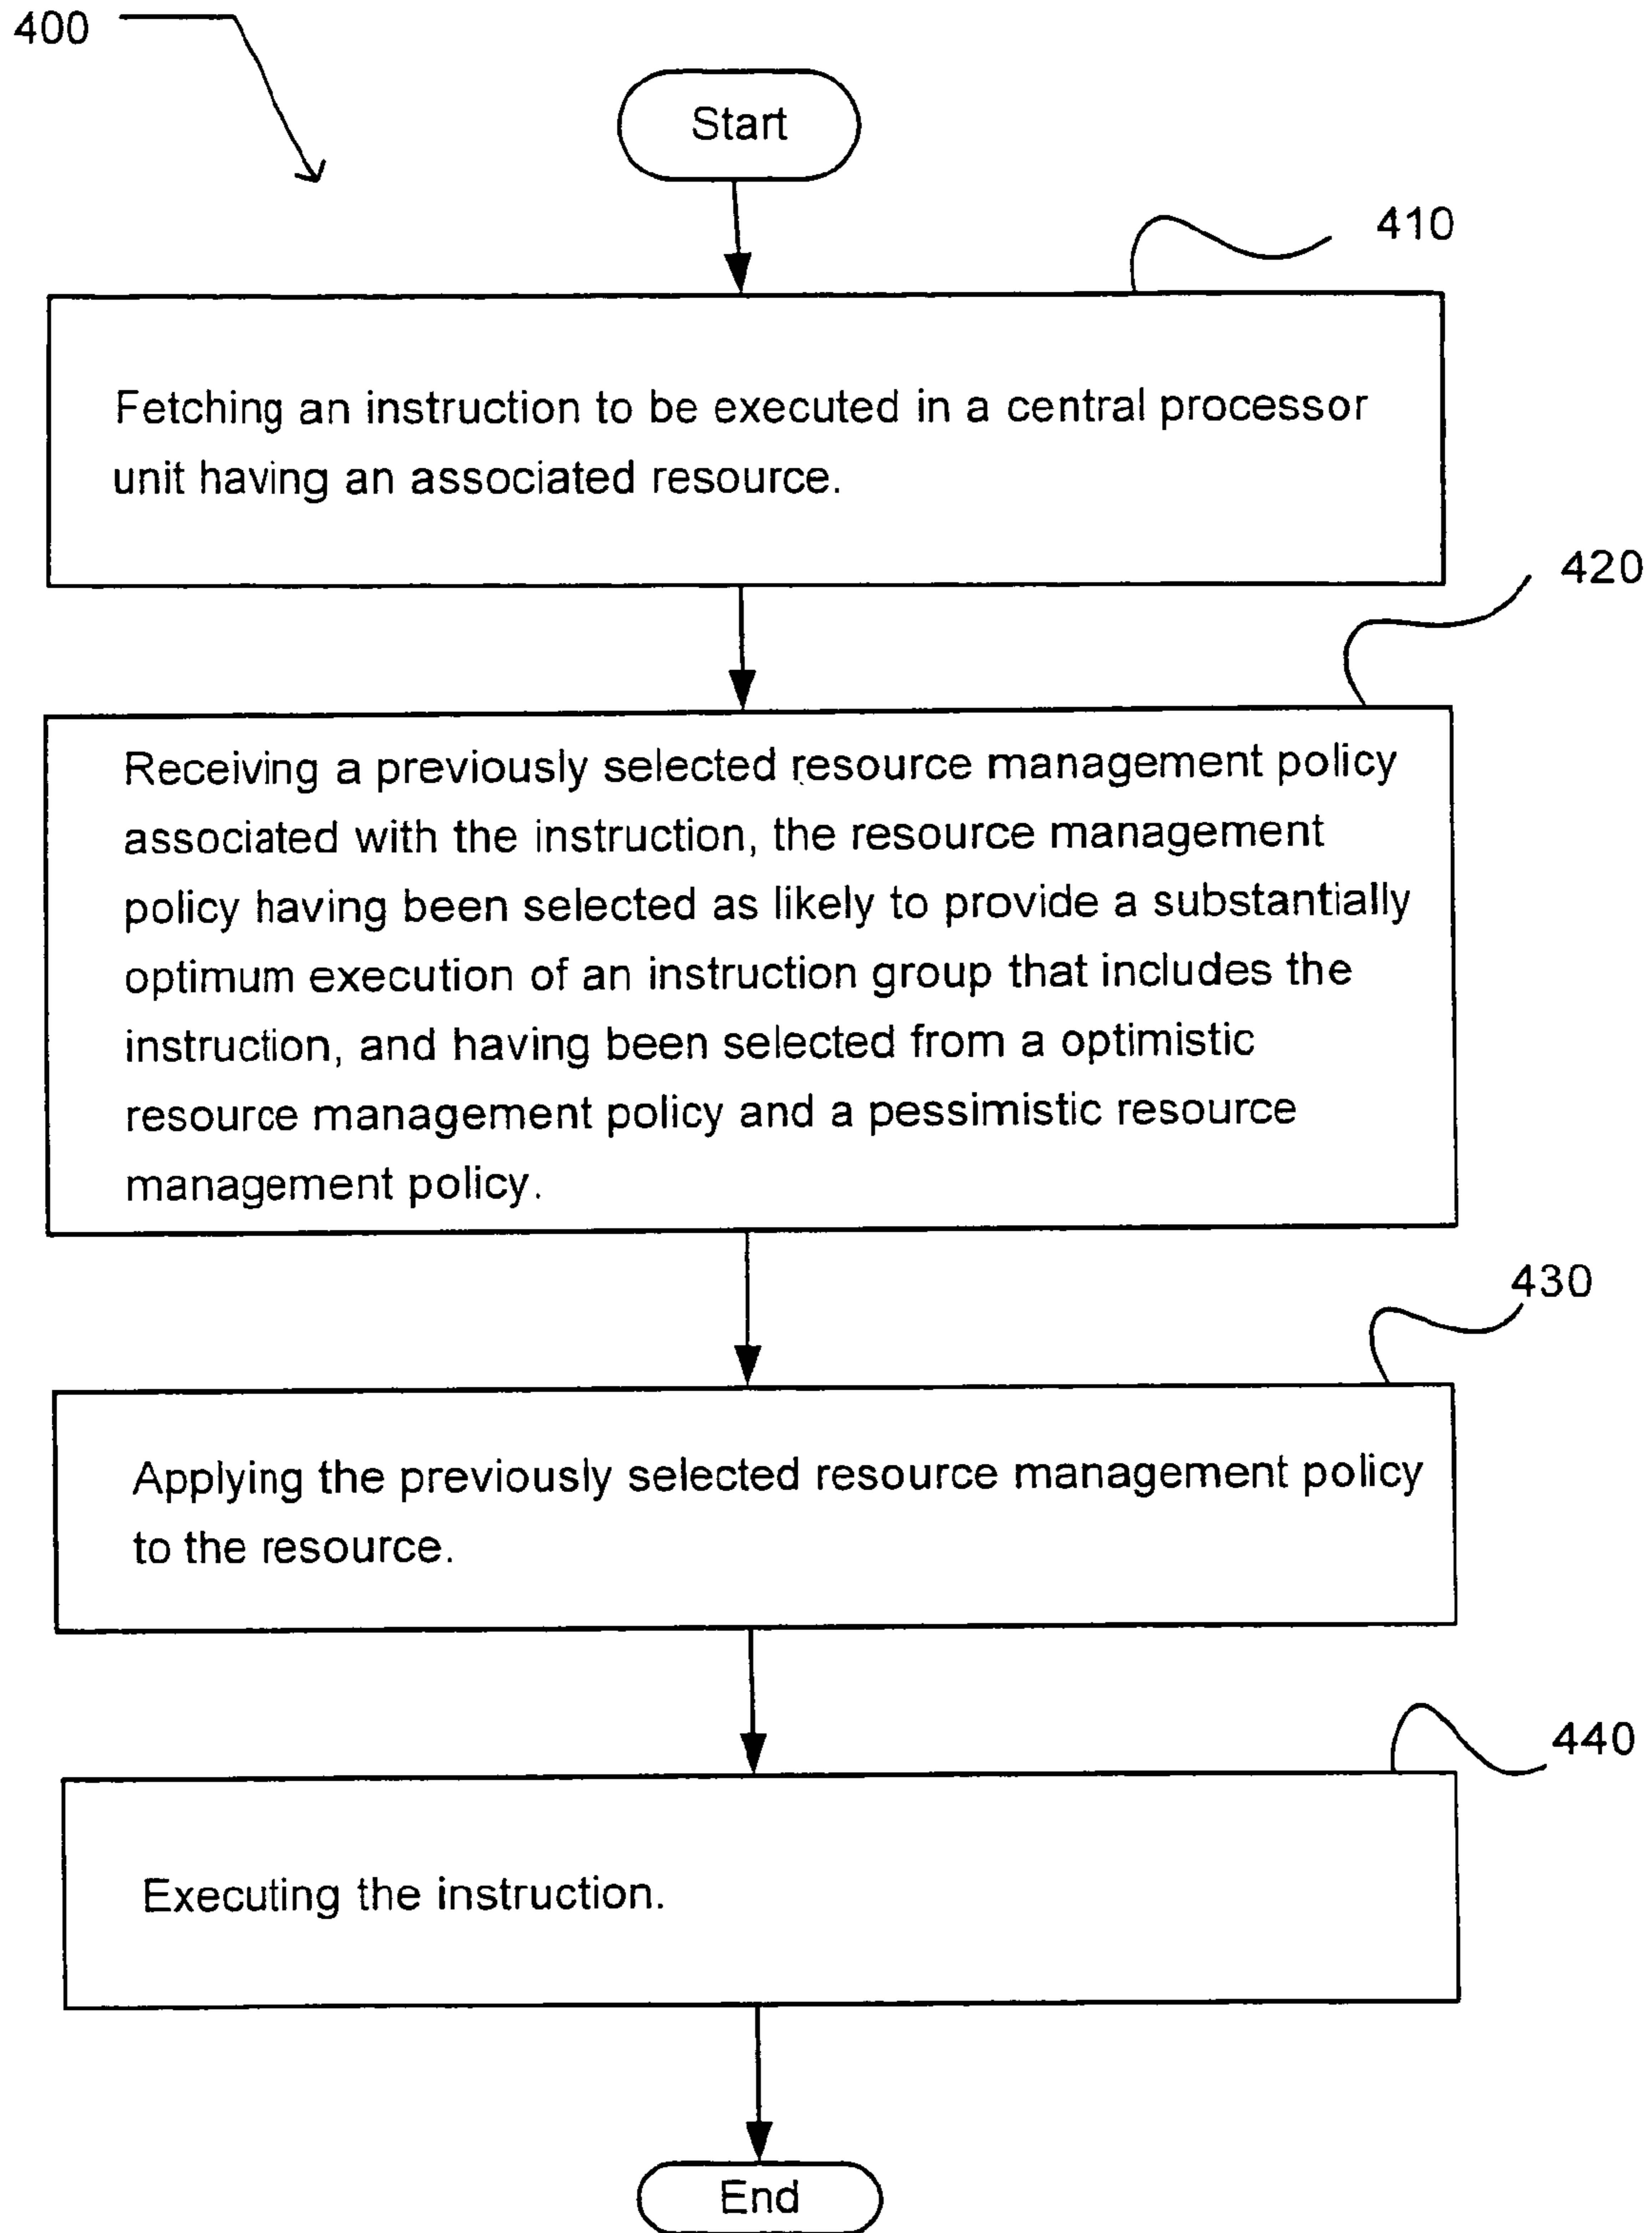 400
Start
410
Fetching an instruction to be executed in a central processor
unit having an associated resource.
420
Receiving a previously selected resource management policy
associated with the instruction, the resource management
policy having been selected as likely to provide a substantially
optimum execution of an instruction group that includes the
instruction, and having been selected from a optimistic
resource management policy and a pessimistic resource
management policy.
430
Applying the previously selected resource management policy
to the resource.
440
Executing the instruction.
End